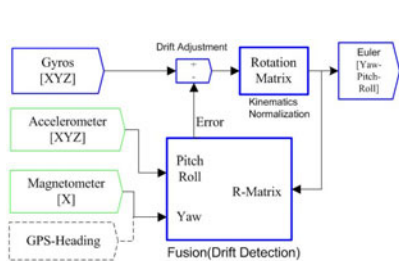 Drift Adjustment
Gyros
[XYZ]
Rotation
Matrix
Euler
[Yaw-
Pitch-
Roll]
Kinematics
Normalization
Accelerometer
[XYZ]
Error
Pitch
Roll
R-Matrix
Magnetometer
[X]
Yaw
GPS-Heading
Fusion(Drift Detection)